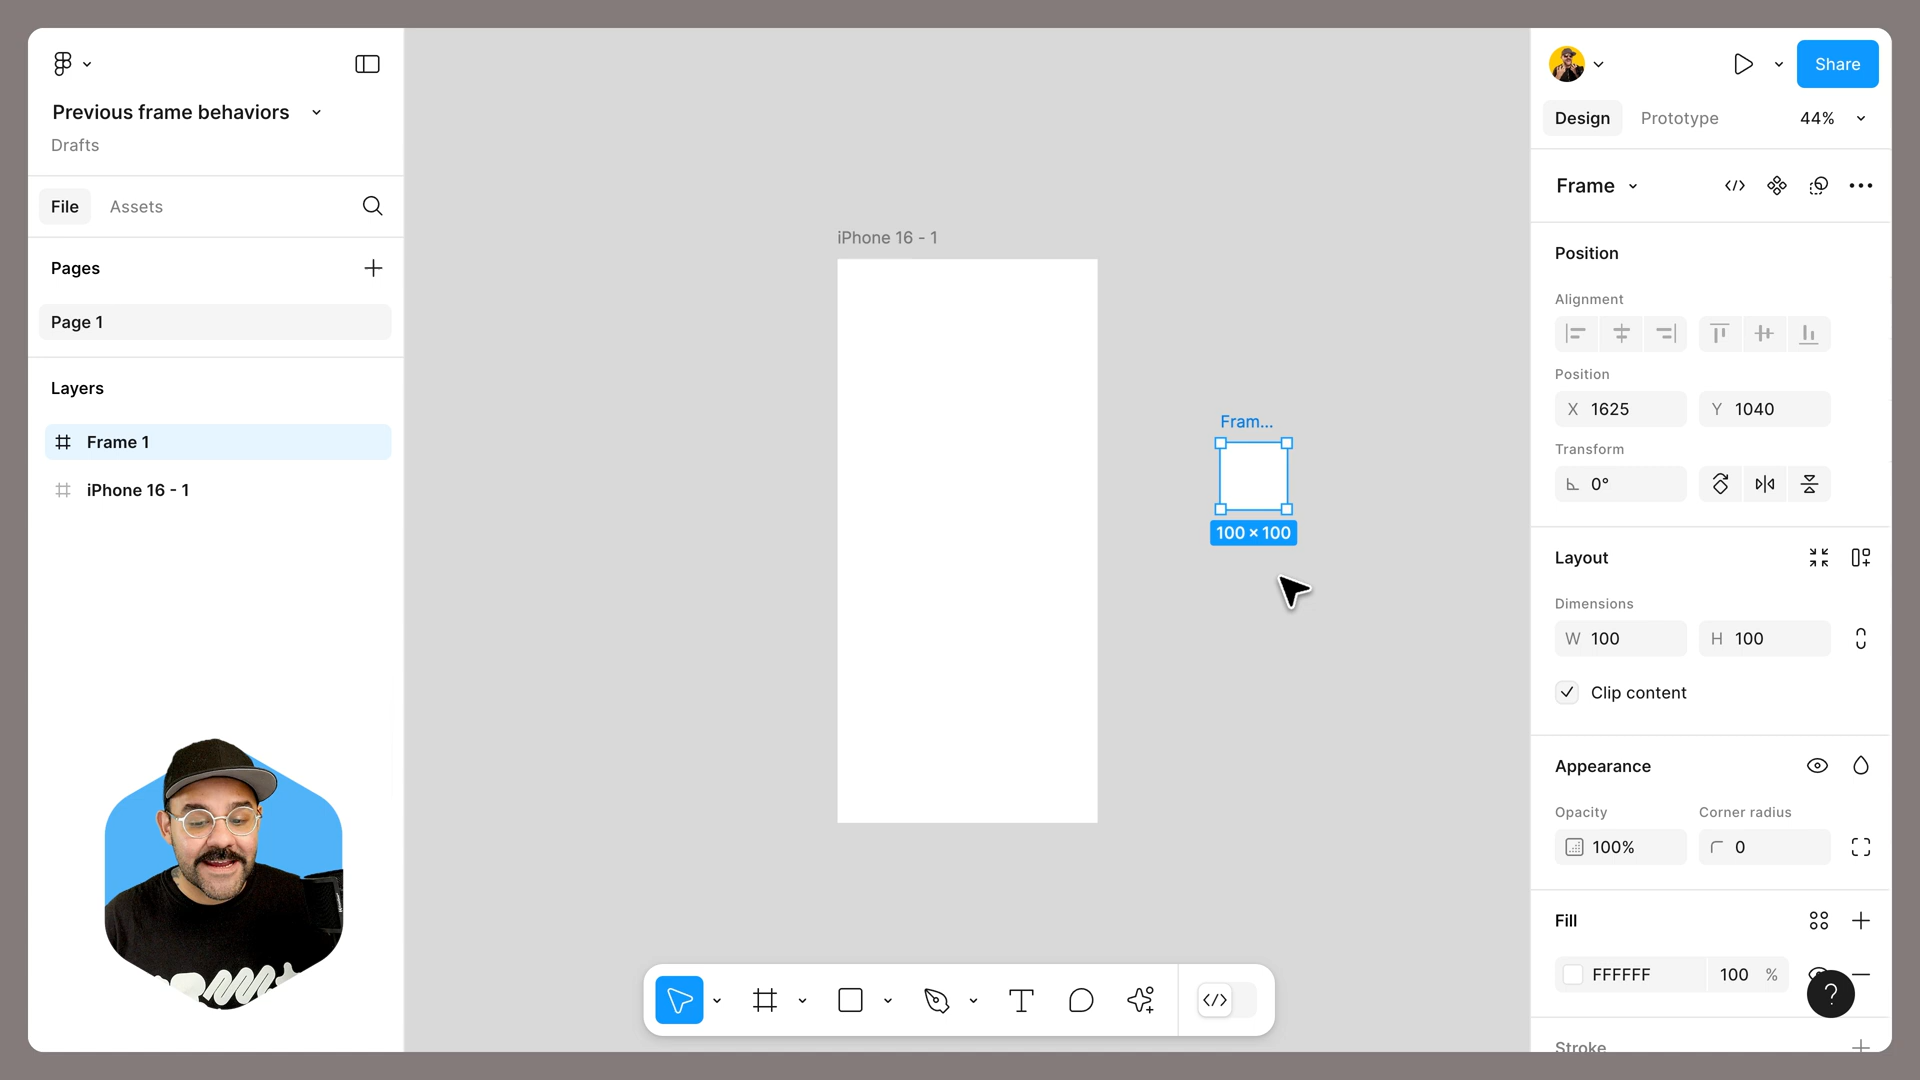 Previous frame behaviors
Drafts
File
Assets
Pages
Page 1
Layers
Frame 1
iPhone 16 - 1
iPhone 16 - 1
Fram...
100 × 100
Share
Design
Prototype
44%
Frame
Position
Alignment
Position
X 1625
Y 1040
Transform
0°
Layout
Dimensions
W 100
H 100
Clip content
Appearance
Opacity
Corner radius
100%
0
Fill
FFFFFF
100 %
?
Stroke